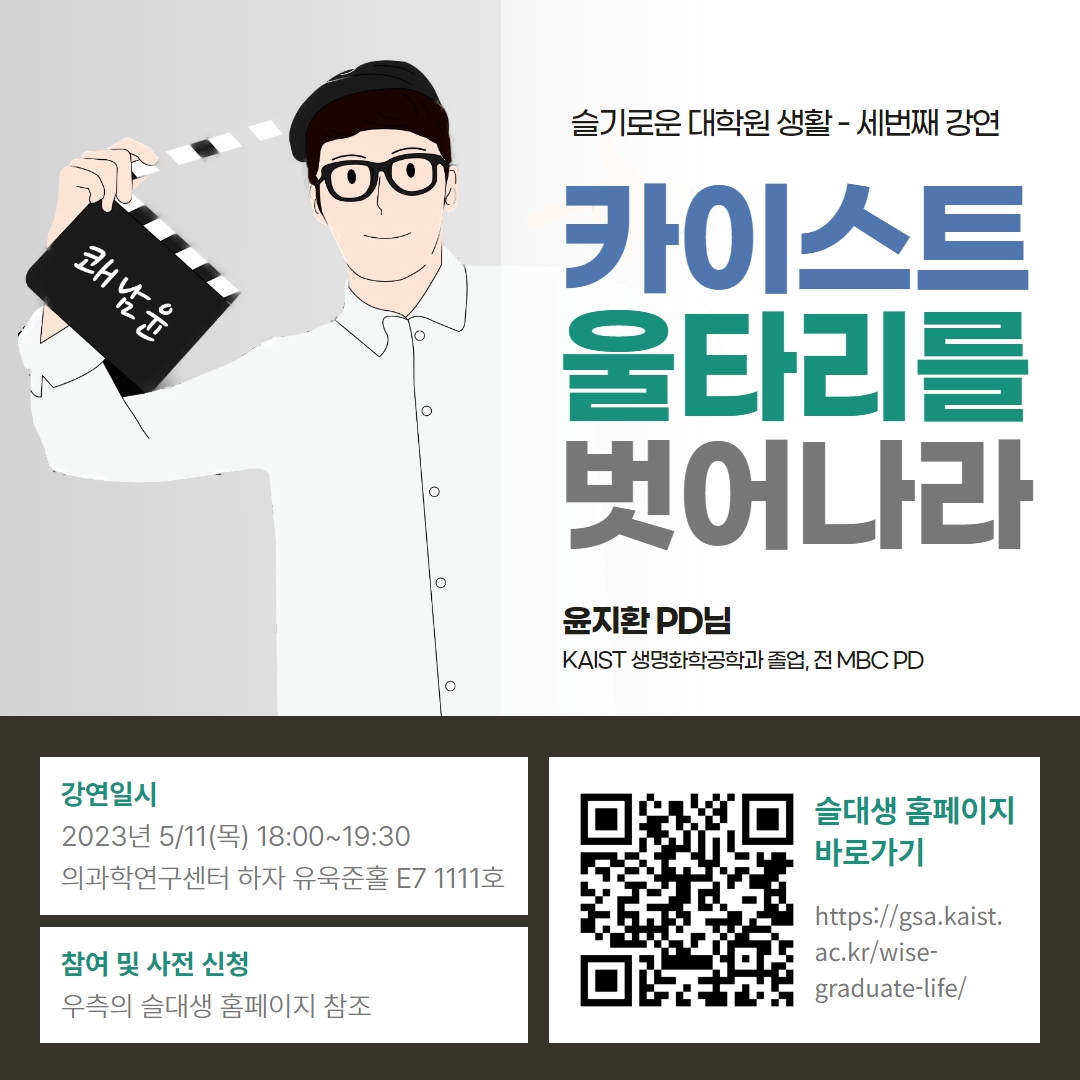 슬기로운 대학원 생활 - 세번째 강연
카이스트
울타리를
벗어나라
쾌남윤
윤지환 PD님
KAIST 생명화학공학과 졸업, 전 MBC PD
강연일시
2023년 5/11(목) 18:00~19:30
의과학연구센터 하자 유욱준홀 E7 1111호
참여 및 사전 신청
우측의 슬대생 홈페이지 참조
슬대생 홈페이지
바로가기
https://gsa.kaist.
ac.kr/wise-
graduate-life/